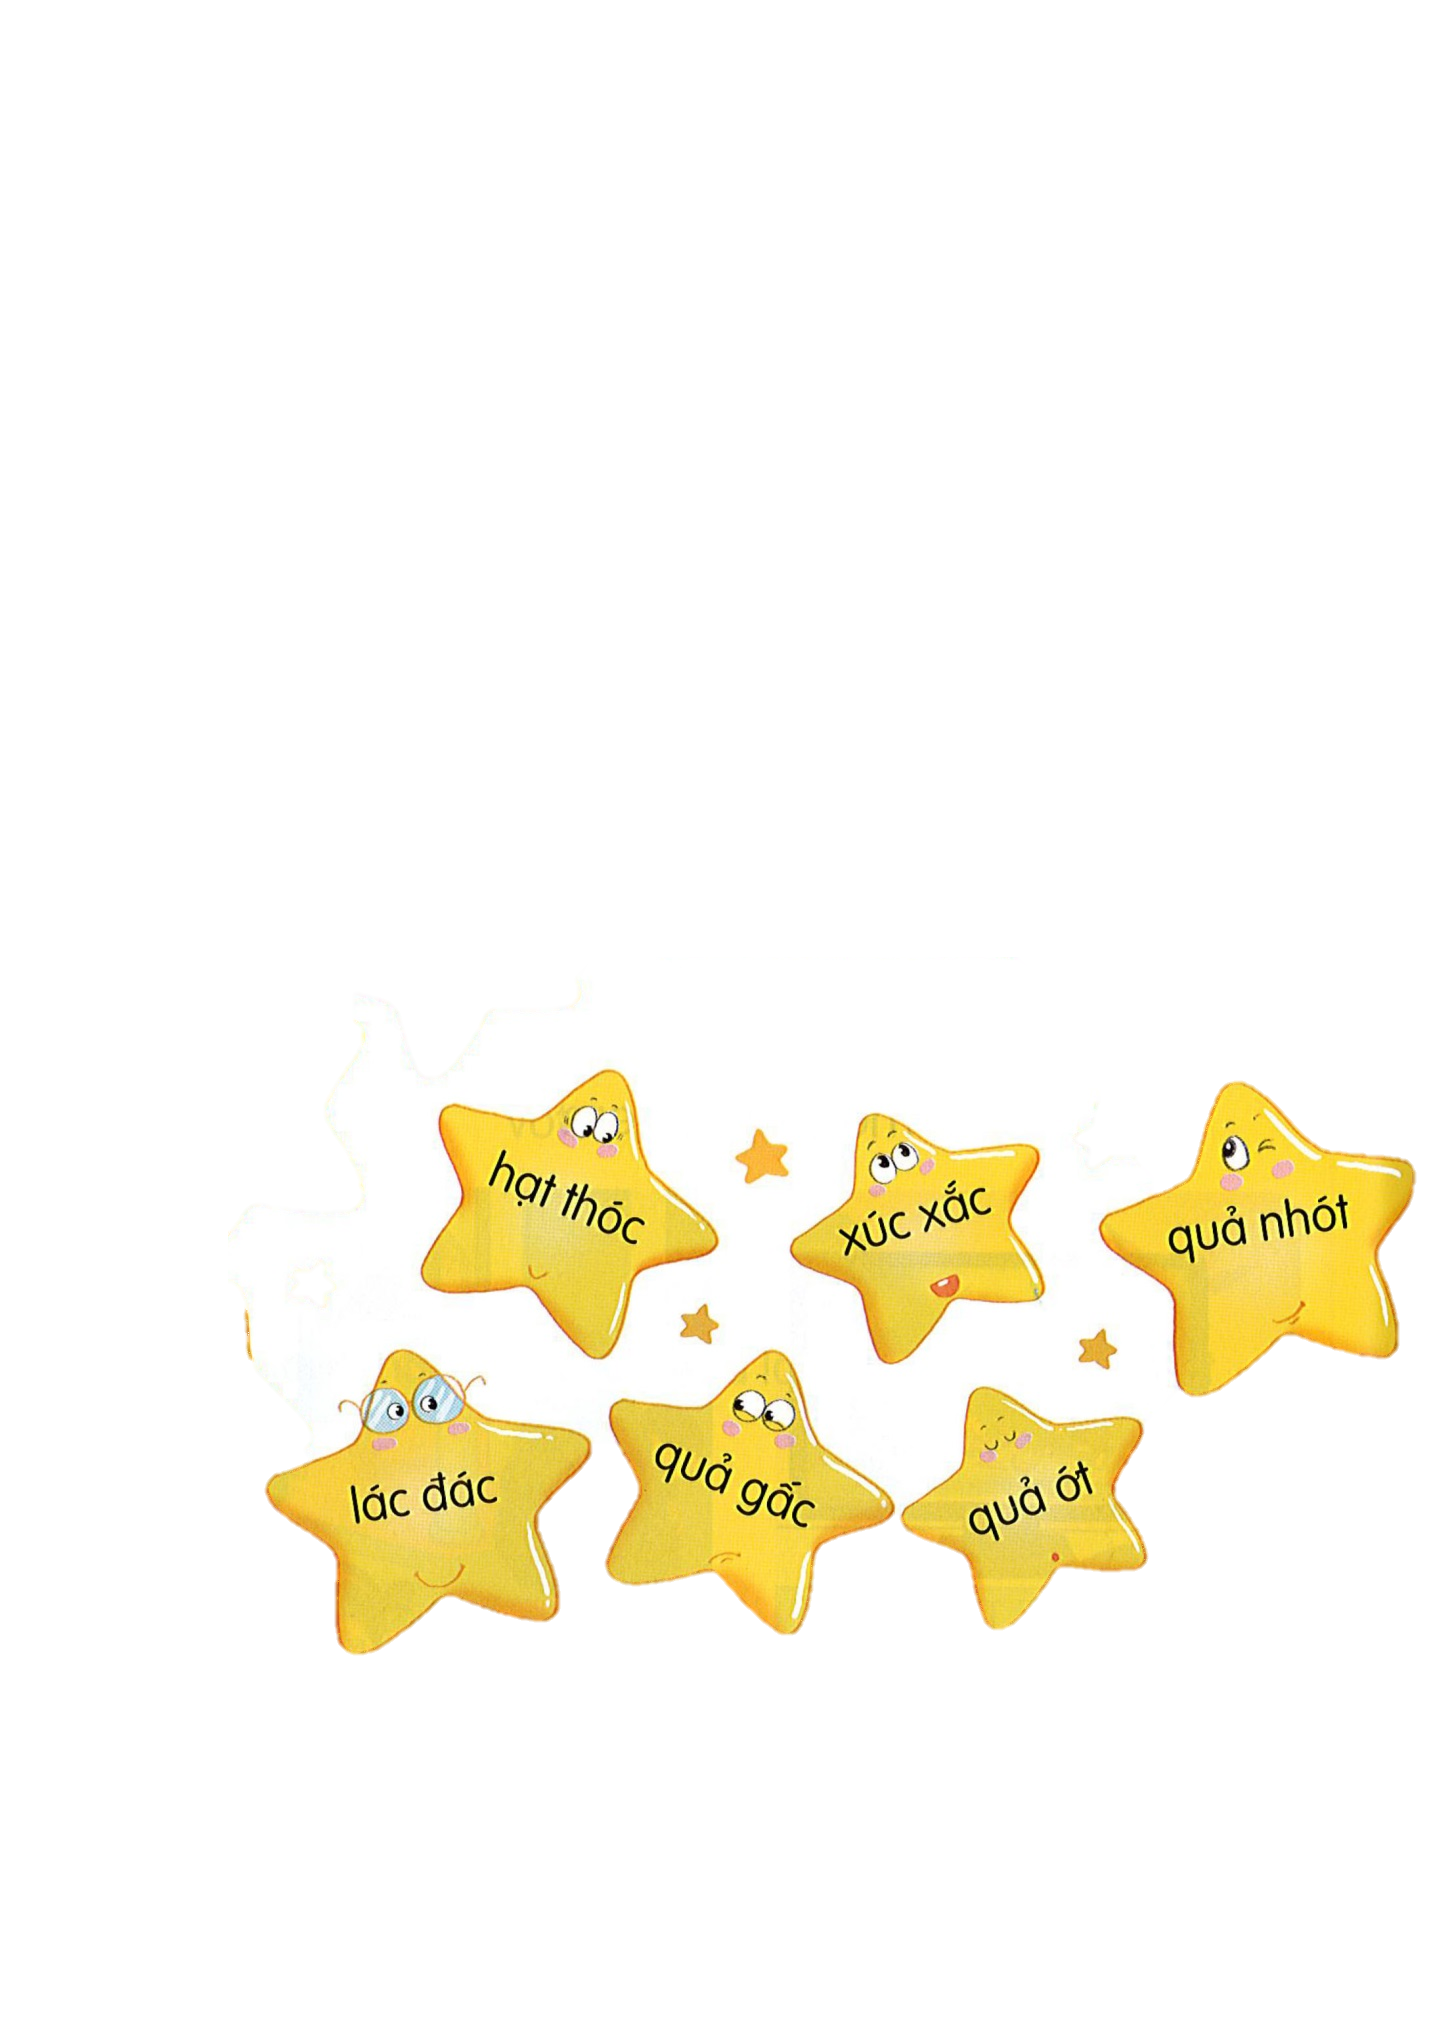 hạt thóc
xúc xắc
quả nhót
lác đác
quả gấc
quả ớt